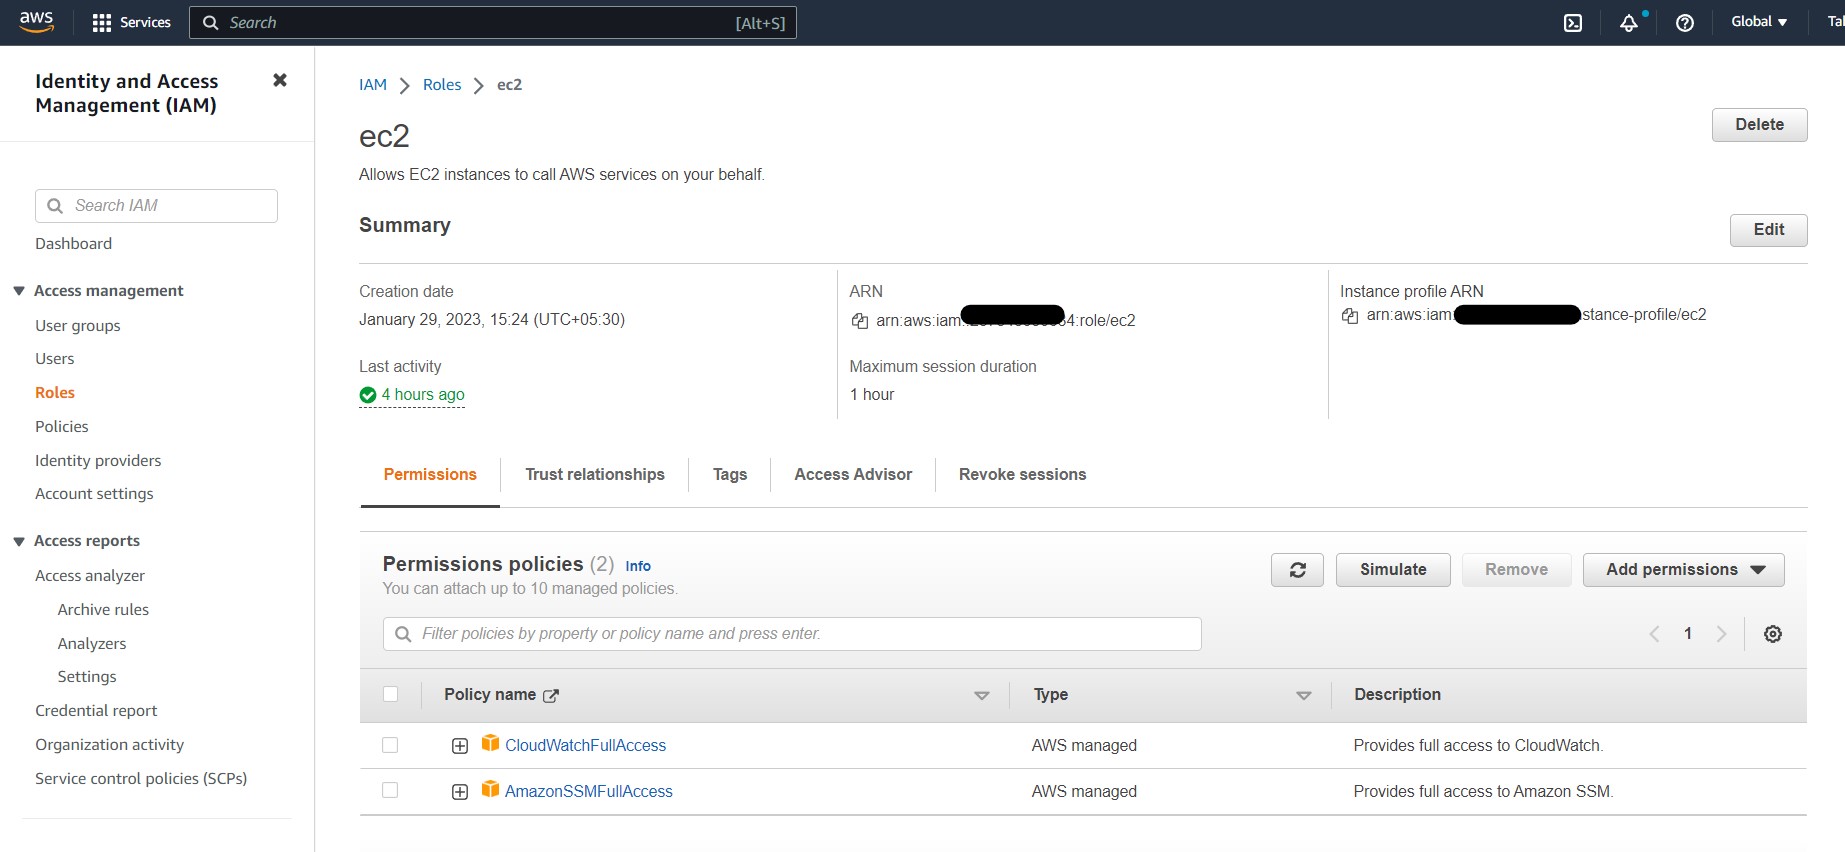 aws
Services
Search
[Alt+S]
Global
Identity and Access
Management (IAM)
Search IAM
Dashboard
Access management
User groups
Users
Roles
Policies
Identity providers
Account settings
Access reports
Access analyzer
Archive rules
Analyzers
Settings
Credential report
Organization activity
Service control policies (SCPs)
IAM > Roles > ec2
ec2
Delete
Allows EC2 instances to call AWS services on your behalf.
Summary
Edit
Creation date
January 29, 2023, 15:24 (UTC+05:30)
Last activity
4 hours ago
ARN
arn:aws:iam: 4:role/ec2
Maximum session duration
1 hour
Instance profile ARN
arn:aws:iam: stance-profile/ec2
Permissions
Trust relationships
Tags
Access Advisor
Revoke sessions
Permissions policies (2) Info
You can attach up to 10 managed policies.
Simulate
Remove
Add permissions
Filter policies by property or policy name and press enter.
1
Policy name
Type
Description
CloudWatchFullAccess
AWS managed
Provides full access to CloudWatch.
AmazonSSMFullAccess
AWS managed
Provides full access to Amazon SSM.